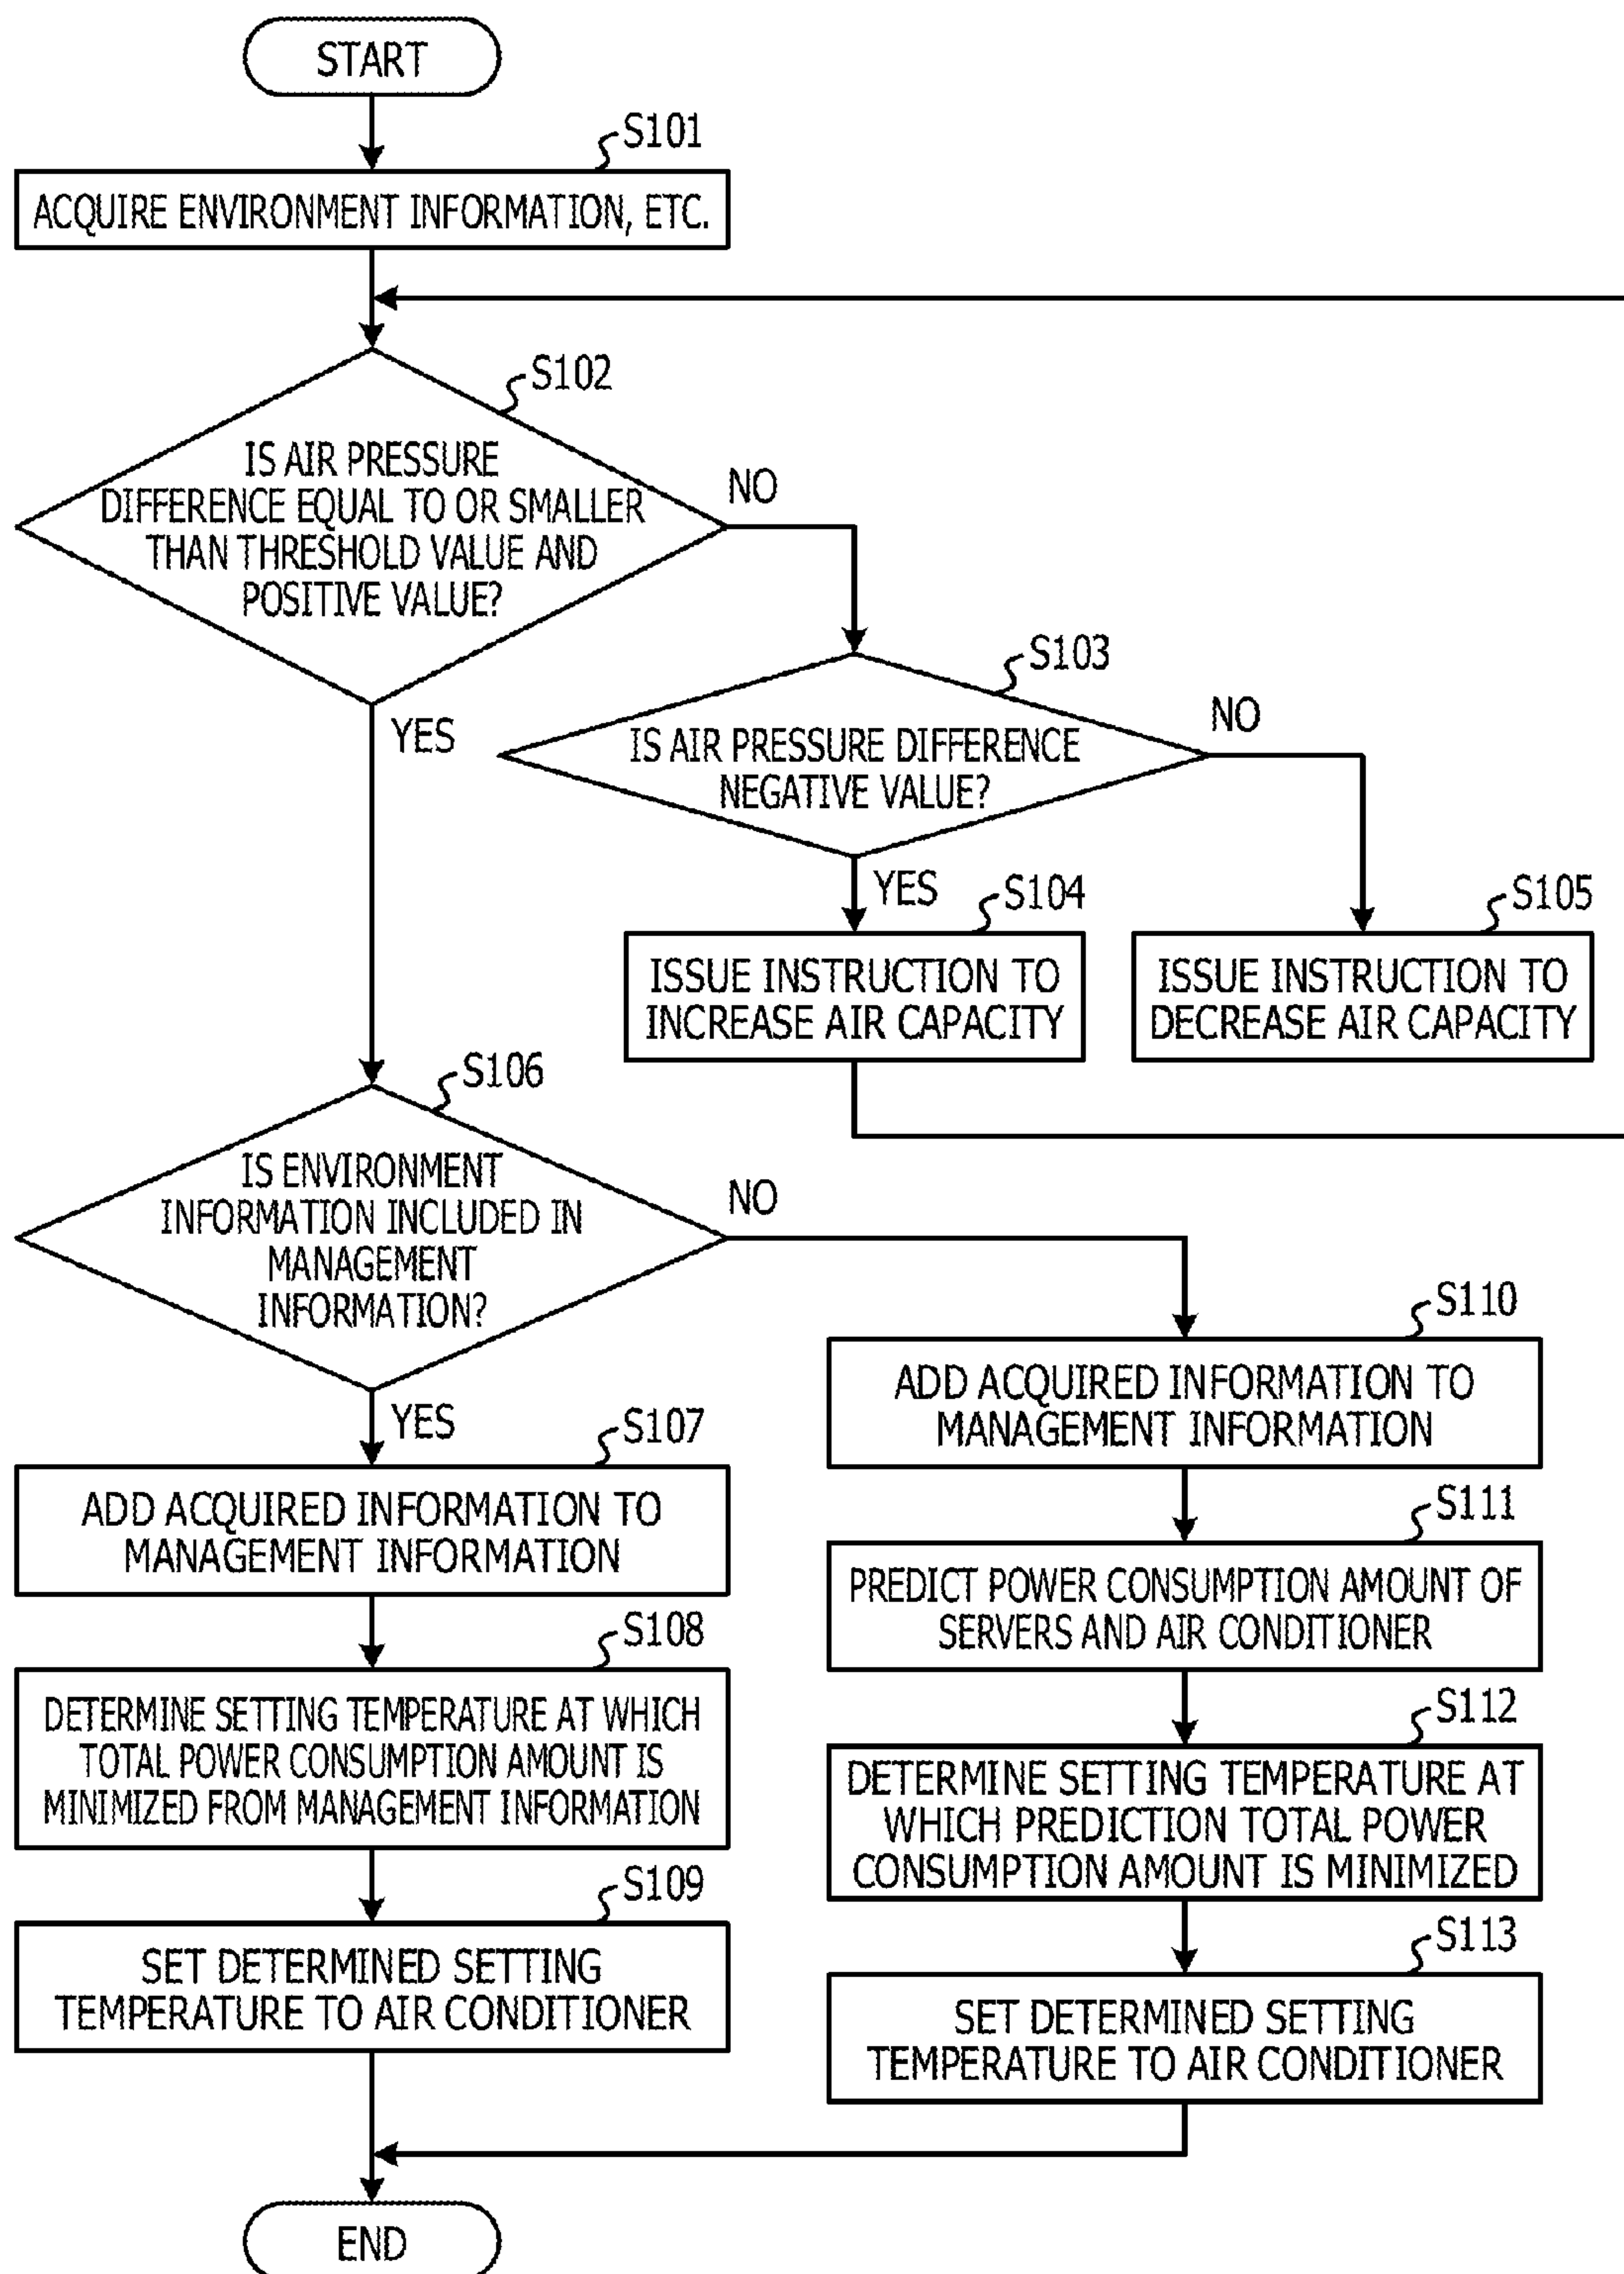 START
S101
ACQUIRE ENVIRONMENT INFORMATION, ETC.
S102
IS AIR PRESSURE
DIFFERENCE EQUAL TO OR SMALLER
THAN THRESHOLD VALUE AND
POSITIVE VALUE?
NO
YES
S103
IS AIR PRESSURE DIFFERENCE
NEGATIVE VALUE?
NO
YES
S104
ISSUE INSTRUCTION TO
INCREASE AIR CAPACITY
S105
ISSUE INSTRUCTION TO
DECREASE AIR CAPACITY
S106
IS ENVIRONMENT
INFORMATION INCLUDED IN
MANAGEMENT
INFORMATION?
NO
YES
S107
ADD ACQUIRED INFORMATION TO
MANAGEMENT INFORMATION
S108
DETERMINE SETTING TEMPERATURE AT WHICH
TOTAL POWER CONSUMPTION AMOUNT IS
MINIMIZED FROM MANAGEMENT INFORMATION
S109
SET DETERMINED SETTING
TEMPERATURE TO AIR CONDITIONER
S110
ADD ACQUIRED INFORMATION TO
MANAGEMENT INFORMATION
S111
PREDICT POWER CONSUMPTION AMOUNT OF
SERVERS AND AIR CONDITIONER
S112
DETERMINE SETTING TEMPERATURE AT
WHICH PREDICTION TOTAL POWER
CONSUMPTION AMOUNT IS MINIMIZED
S113
SET DETERMINED SETTING
TEMPERATURE TO AIR CONDITIONER
END